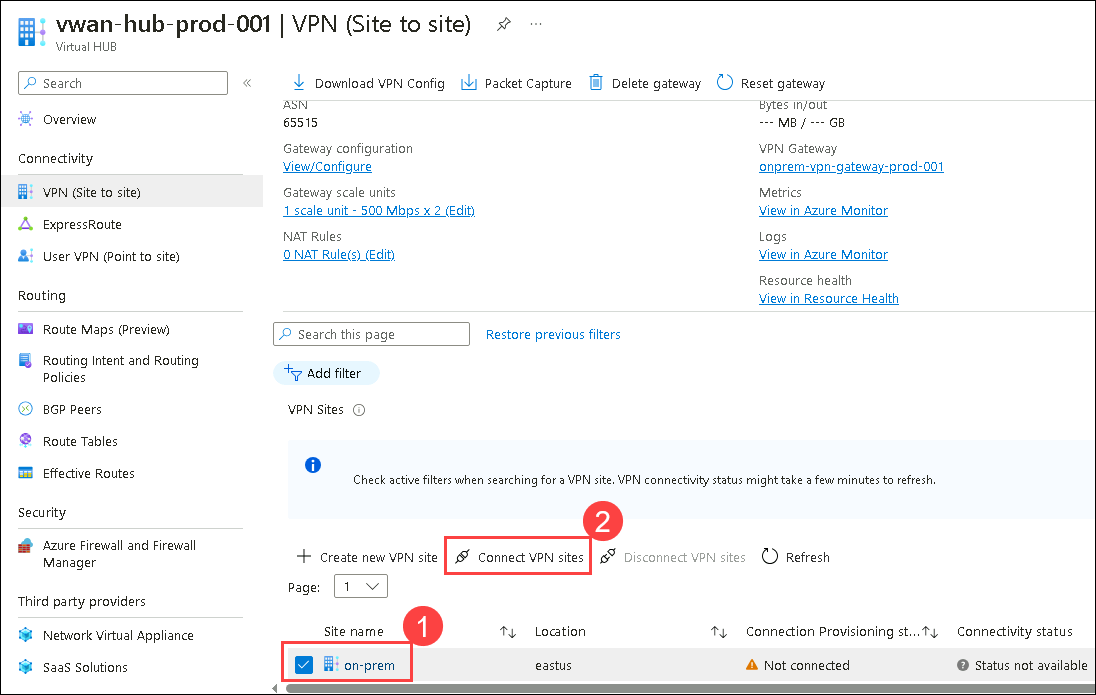 vwan-hub-prod-001 | VPN (Site to site)
Virtual HUB
Search
Overview
Connectivity
VPN (Site to site)
ExpressRoute
User VPN (Point to site)
Routing
Route Maps (Preview)
Routing Intent and Routing
Policies
BGP Peers
Route Tables
Effective Routes
Security
Azure Firewall and Firewall
Manager
Third party providers
Network Virtual Appliance
SaaS Solutions
Download VPN Config
Packet Capture
Delete gateway
Reset gateway
ASN
65515
Gateway configuration
View/Configure
Gateway scale units
1 scale unit - 500 Mbps x 2 (Edit)
NAT Rules
0 NAT Rule(s) (Edit)
Bytes in/out
--- MB / --- GB
VPN Gateway
onprem-vpn-gateway-prod-001
Metrics
View in Azure Monitor
Logs
View in Azure Monitor
Resource health
View in Resource Health
Search this page
Restore previous filters
Add filter
VPN Sites
Check active filters when searching for a VPN site. VPN connectivity status might take a few minutes to refresh.
2
Create new VPN site
Connect VPN sites
Disconnect VPN sites
Refresh
Page: 1
1
Site name
Location
Connection Provisioning st...
Connectivity status
on-prem
eastus
Not connected
Status not available